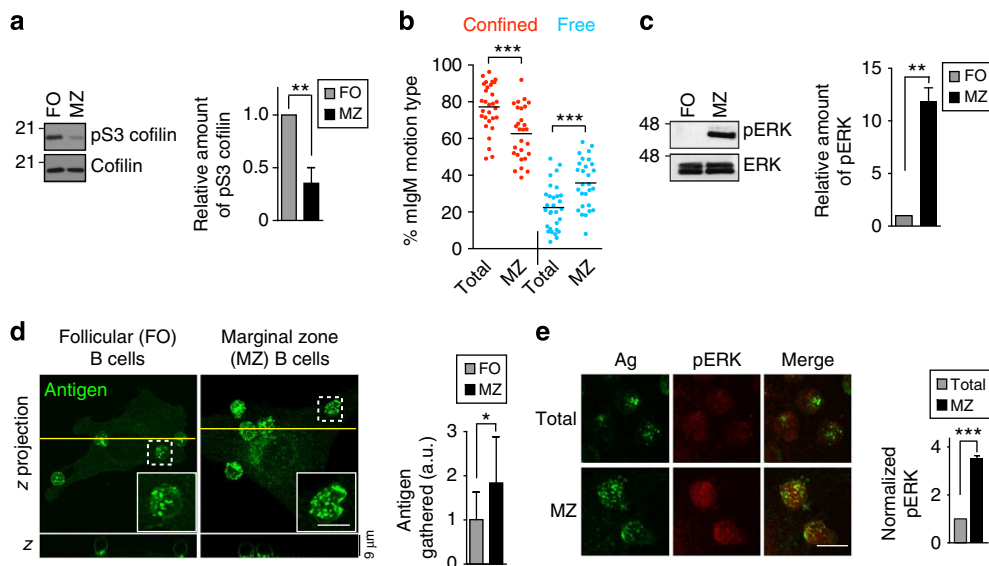 a
FO MZ
21
pS3 cofilin
21
Cofilin
Relative amount
of pS3 cofilin
1.0
0.5
0
**
FO
MZ
b
Confined Free
% mIgM motion type
100
80
60
40
20
0
***
***
Total
MZ
Total
MZ
c
FO
MZ
48
pERK
48
ERK
Relative amount
of pERK
15
10
5
0
**
FO
MZ
d
Follicular (FO)
B cells
Marginal zone
(MZ) B cells
Antigen
z projection
z
9 µm
Antigen
gathered (a.u.)
3
2
1
0
*
FO
MZ
e
Ag pERK Merge
Total
MZ
Normalized
pERK
4
2
0
***
Total
MZ